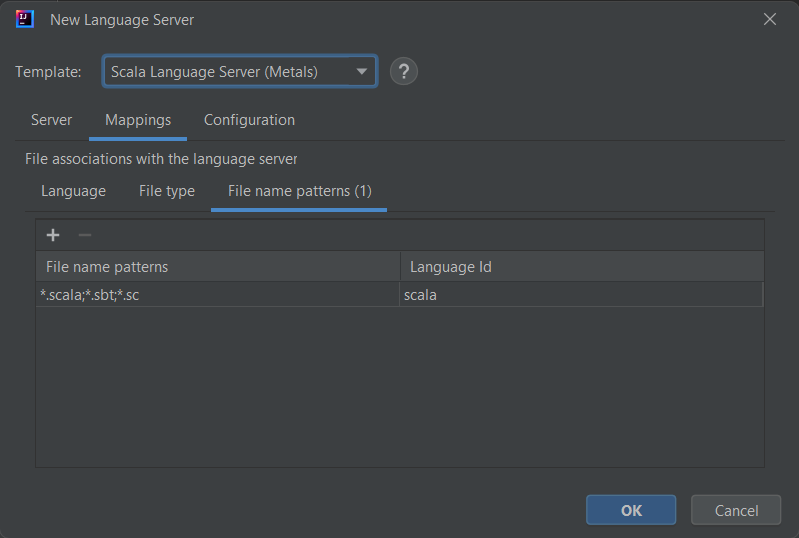 New Language Server
Template: Scala Language Server (Metals) ?
Server Mappings Configuration
File associations with the language server
Language File type File name patterns (1)
File name patterns Language Id
*.scala;*.sbt;*.sc scala
OK Cancel